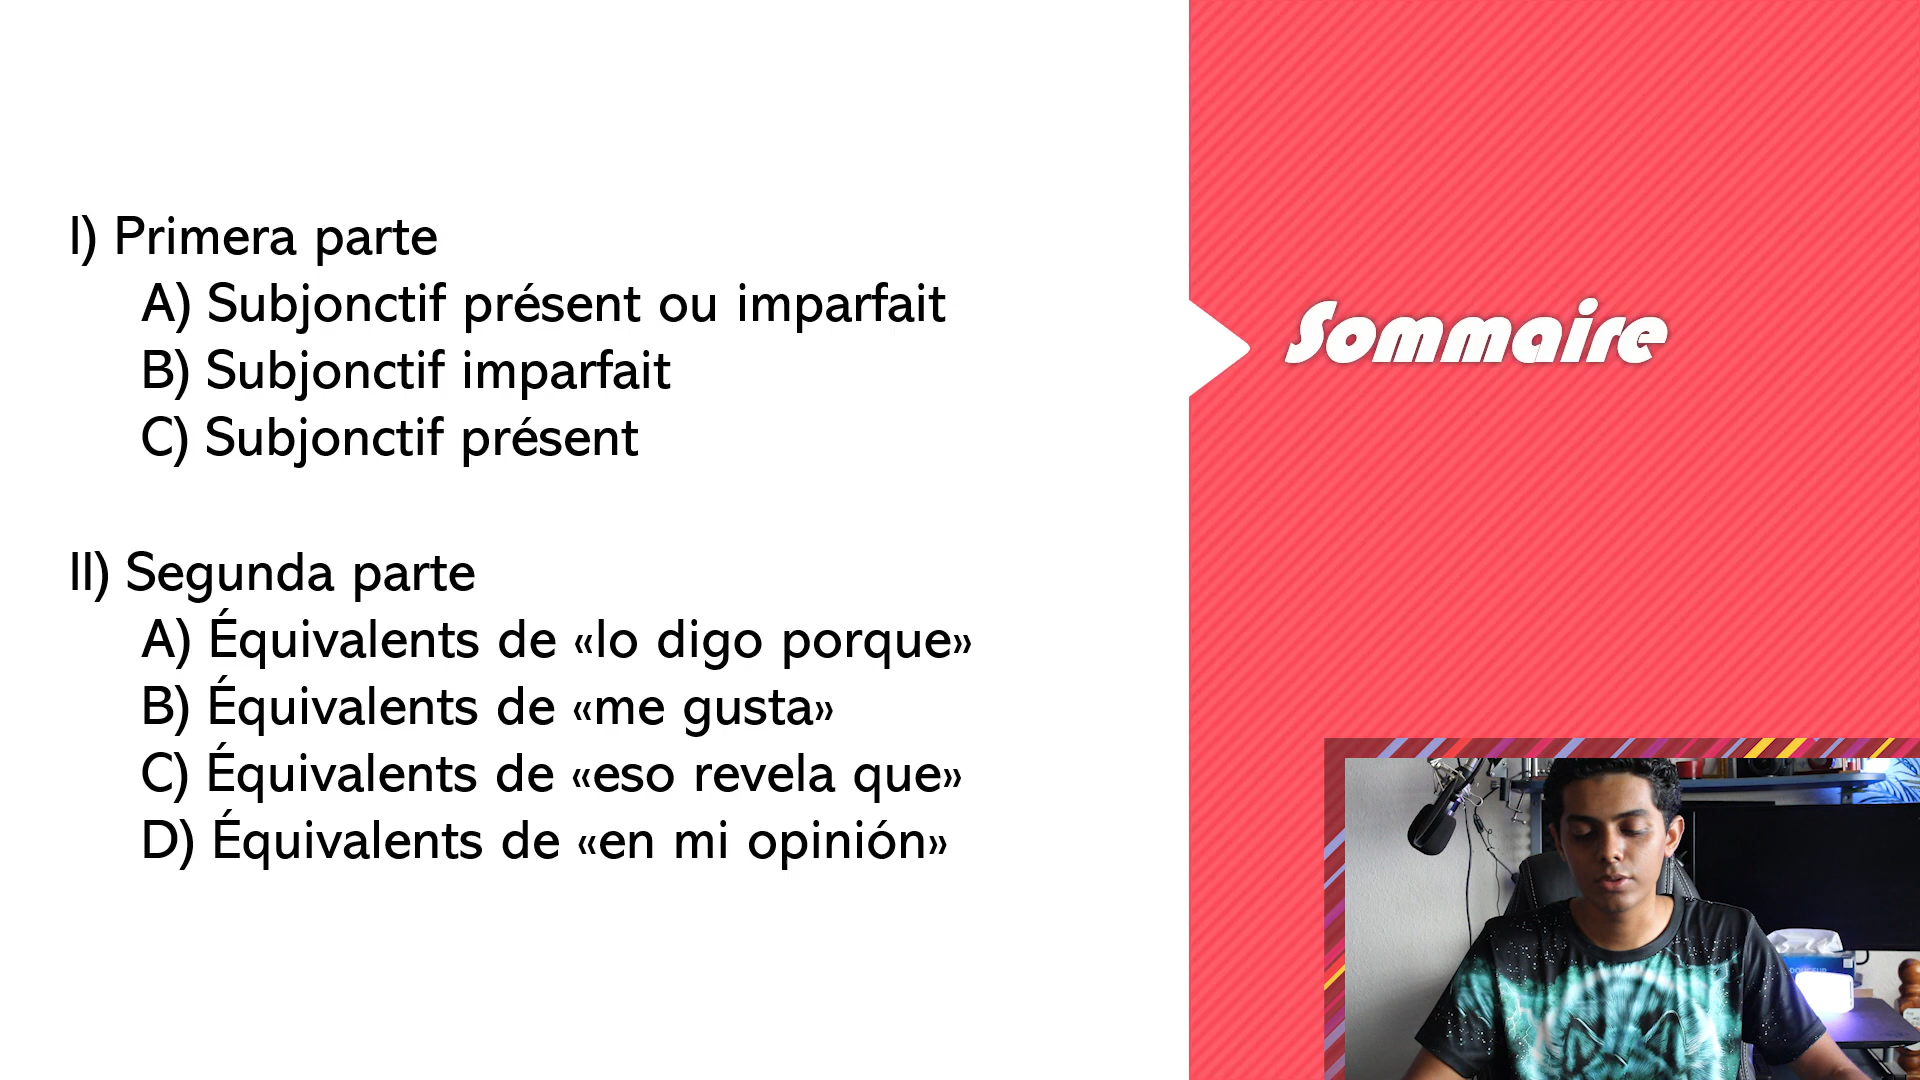 I) Primera parte
A) Subjonctif présent ou imparfait
B) Subjonctif imparfait
C) Subjonctif présent
II) Segunda parte
A) Équivalents de «lo digo porque»
B) Équivalents de «me gusta»
C) Équivalents de «eso revela que»
D) Équivalents de «en mi opinión»
Sommaire
DOUCEUR